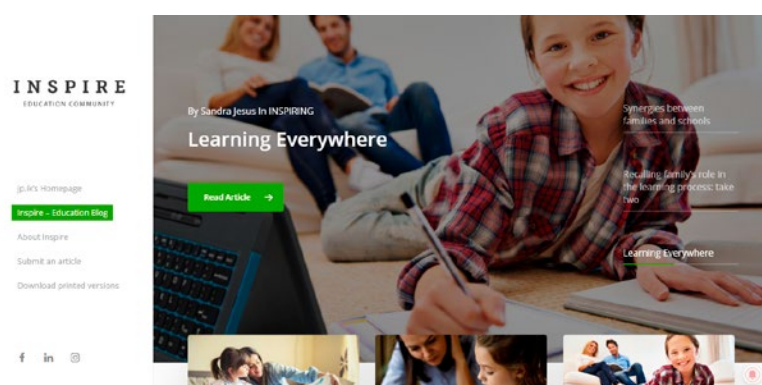 INSPIRE
EDUCATION COMMUNITY
jp.ik's Homepage
Inspire – Education Blog
About Inspire
Submit an article
Download printed versions
By Sandra Jesus In INSPIRING
Learning Everywhere
Read Article
Synergies between
families and schools
Recalling family's role in
the learning process: take
two
Learning Everywhere